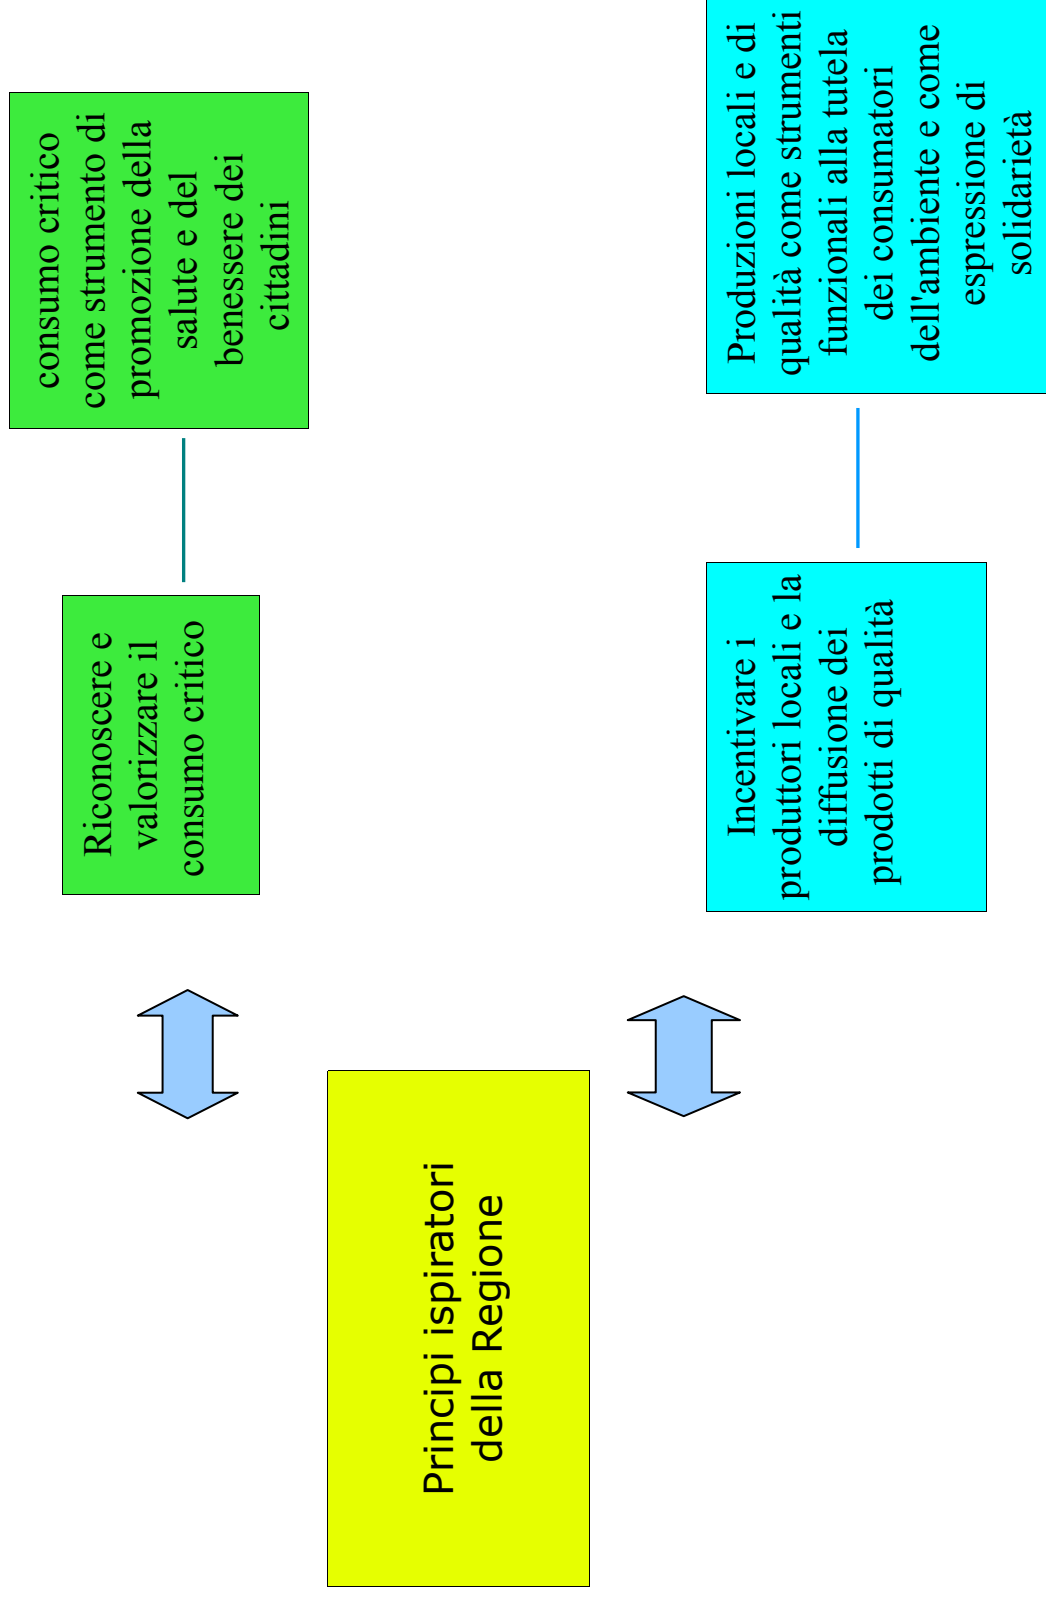 Principi ispiratori
della Regione
Riconoscere e
valorizzare il
consumo critico
consumo critico
come strumento di
promozione della
salute e del
benessere dei
cittadini
Incentivare i
produttori locali e la
diffusione dei
prodotti di qualità
Produzioni locali e di
qualità come strumenti
funzionali alla tutela
dei consumatori
dell'ambiente e come
espressione di
solidarietà